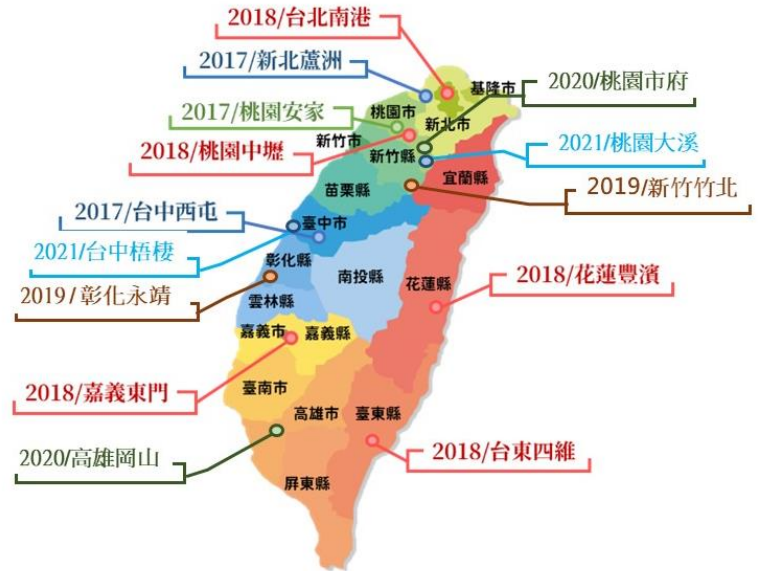 2018/台北南港
2017/新北蘆洲
基隆市
2020/桃園市府
2017/桃園安家
桃園市
新北市
新竹市
2018/桃園中壢
新竹縣
2021/桃園大溪
宜蘭縣
苗栗縣
2019/新竹竹北
2017/台中西屯
臺中市
2021/台中梧棲
彰化縣
南投縣
花蓮縣
2018/花蓮豐濱
2019/彰化永靖
雲林縣
嘉義市
嘉義縣
臺南市
2018/嘉義東門
高雄市
臺東縣
2020/高雄岡山
2018/台東四維
屏東縣